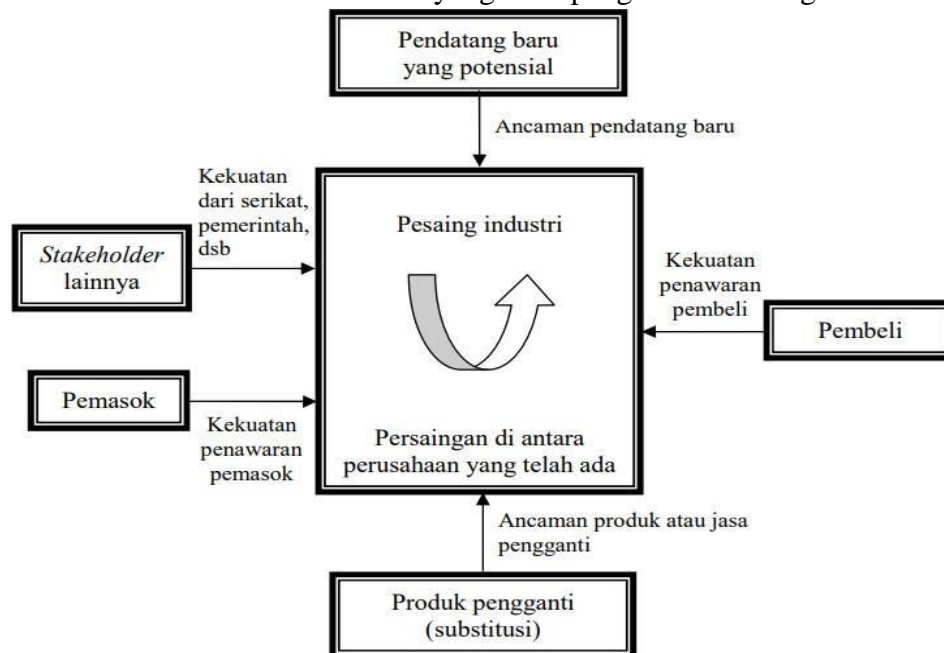 Pendatang baru
yang potensial
Ancaman pendatang baru
Kekuatan
dari serikat,
pemerintah,
dsb
Stakeholder
lainnya
Pesaing industri
Kekuatan
penawaran
pembeli
Pembeli
Pemasok
Kekuatan
penawaran
pemasok
Persaingan di antara
perusahaan yang telah ada
Ancaman produk atau jasa
pengganti
Produk pengganti
(substitusi)